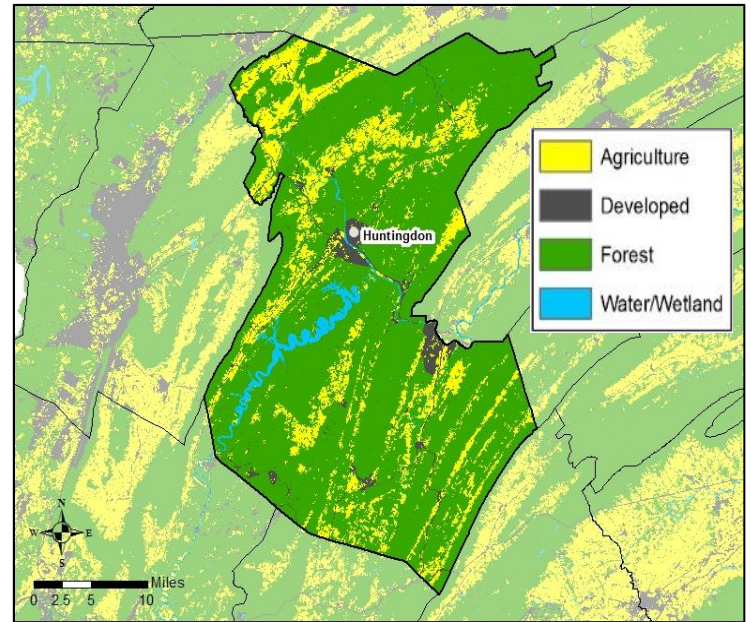 Huntingdon
Agriculture
Developed
Forest
Water/Wetland
N
W E
S
Miles
0 2.5 5 10